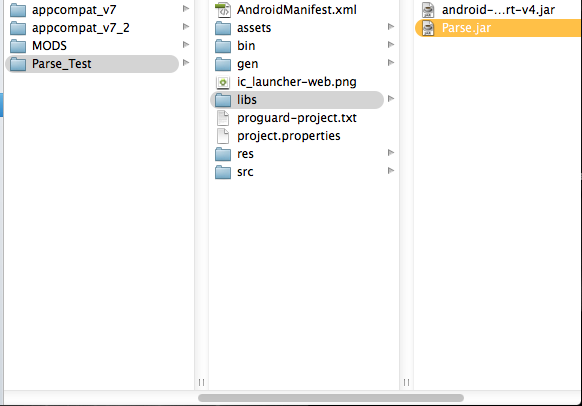 appcompat_v7
appcompat_v7_2
MODS
Parse_Test
AndroidManifest.xml
assets
bin
gen
ic_launcher-web.png
libs
proguard-project.txt
project.properties
res
src
android-...rt-v4.jar
Parse.jar